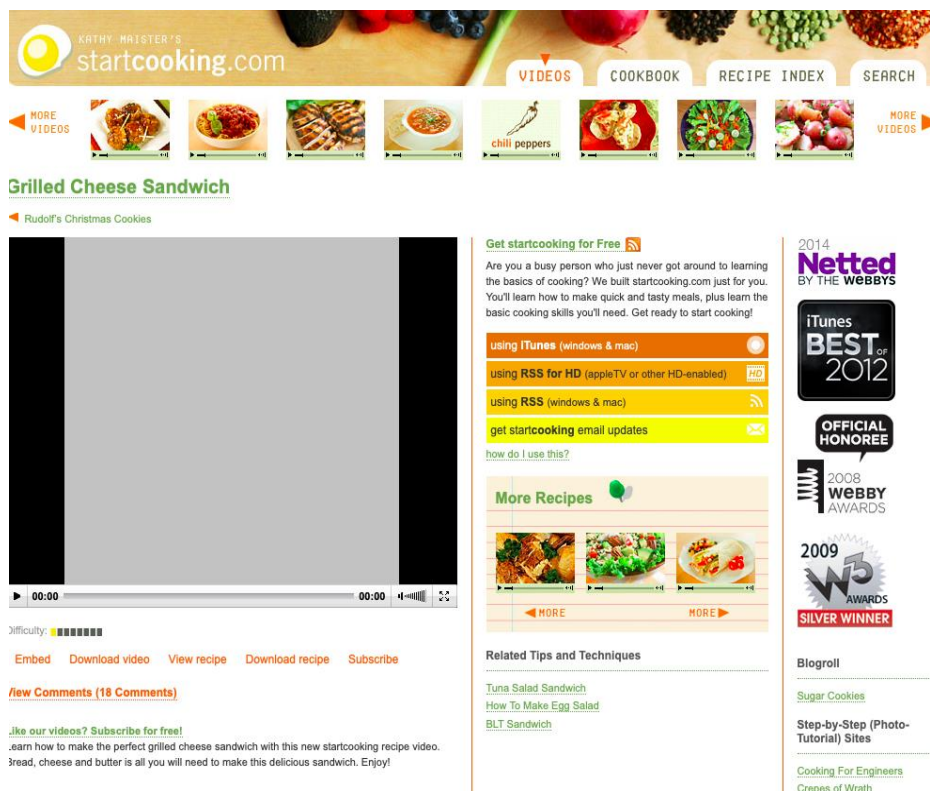 KATHY MAISTER'S
startcooking.com
VIDEOS
COOKBOOK
RECIPE INDEX
SEARCH
MORE
VIDEOS
chili peppers
MORE
VIDEOS
Grilled Cheese Sandwich
Rudolf's Christmas Cookies
00:00
00:00
Difficulty:
Embed
Download video
View recipe
Download recipe
Subscribe
View Comments (18 Comments)
Like our videos? Subscribe for free!
Learn how to make the perfect grilled cheese sandwich with this new startcooking recipe video.
Bread, cheese and butter is all you will need to make this delicious sandwich. Enjoy!
Get startcooking for Free
Are you a busy person who just never got around to learning
the basics of cooking? We built startcooking.com just for you.
You'll learn how to make quick and tasty meals, plus learn the
basic cooking skills you'll need. Get ready to start cooking!
using iTunes (windows & mac)
using RSS for HD (appleTV or other HD-enabled)
HD
using RSS (windows & mac)
get startcooking email updates
how do I use this?
More Recipes
MORE
MORE
Related Tips and Techniques
Tuna Salad Sandwich
How To Make Egg Salad
BLT Sandwich
2014
Netted
BY THE WEBBYS
iTunes
BEST OF
2012
OFFICIAL
HONOREE
2008
WEBBY
AWARDS
2009
W3
AWARDS
SILVER WINNER
Blogroll
Sugar Cookies
Step-by-Step (Photo-
Tutorial) Sites
Cooking For Engineers
Crepes of Wrath